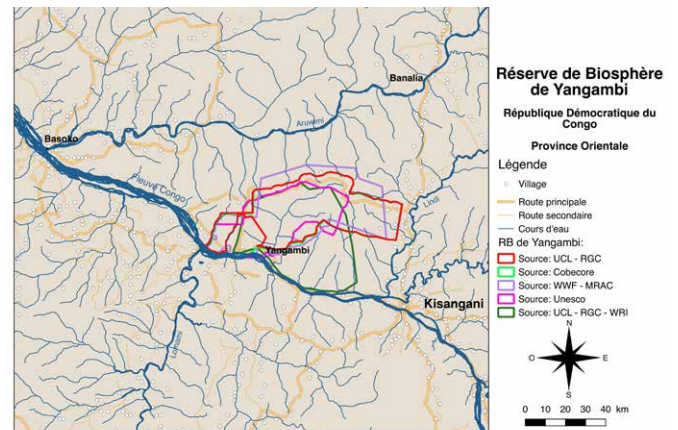 Banalia
Aruwimi
Basoko
Fleuve Congo
Lindi
Yangambi
Kisangani
Lomami
Réserve de Biosphère
de Yangambi
République Démocratique du
Congo
Province Orientale
Légende
Village
Route principale
Route secondaire
Cours d'eau
RB de Yangambi:
Source: UCL - RGC
Source: Cobecore
Source: WWF - MRAC
Source: Unesco
Source: UCL - RGC - WRI
N
O E
S
0 10 20 30 40 km